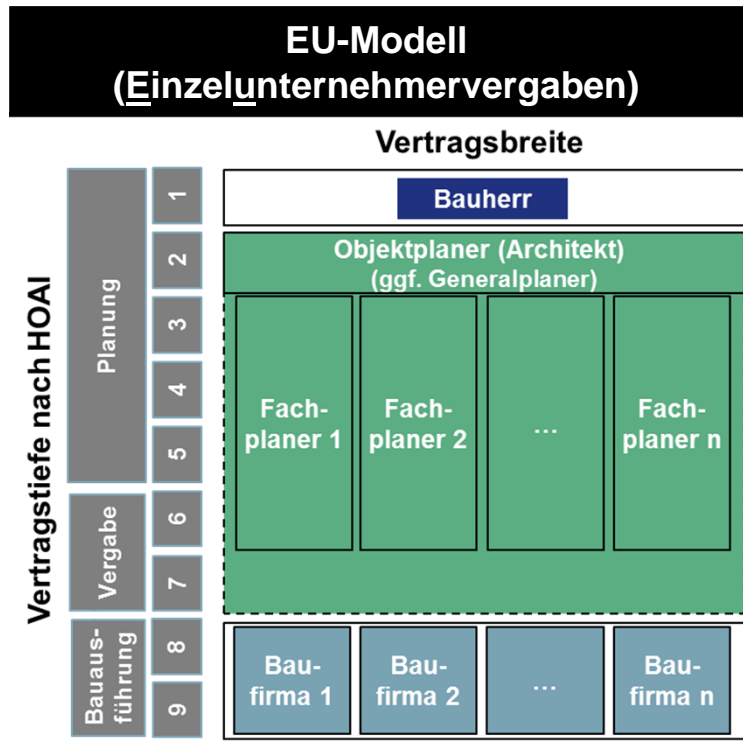 EU-Modell
(Einzelunternehmervergaben)
Vertragsbreite
Vertragstiefe nach HOAI
Planung
1
2
3
4
5
Vergabe
6
7
Bauaus-
führung
8
9
Bauherr
Objektplaner (Architekt)
(ggf. Generalplaner)
Fach-
planer 1
Fach-
planer 2
...
Fach-
planer n
Bau-
firma 1
Bau-
firma 2
...
Bau-
firma n